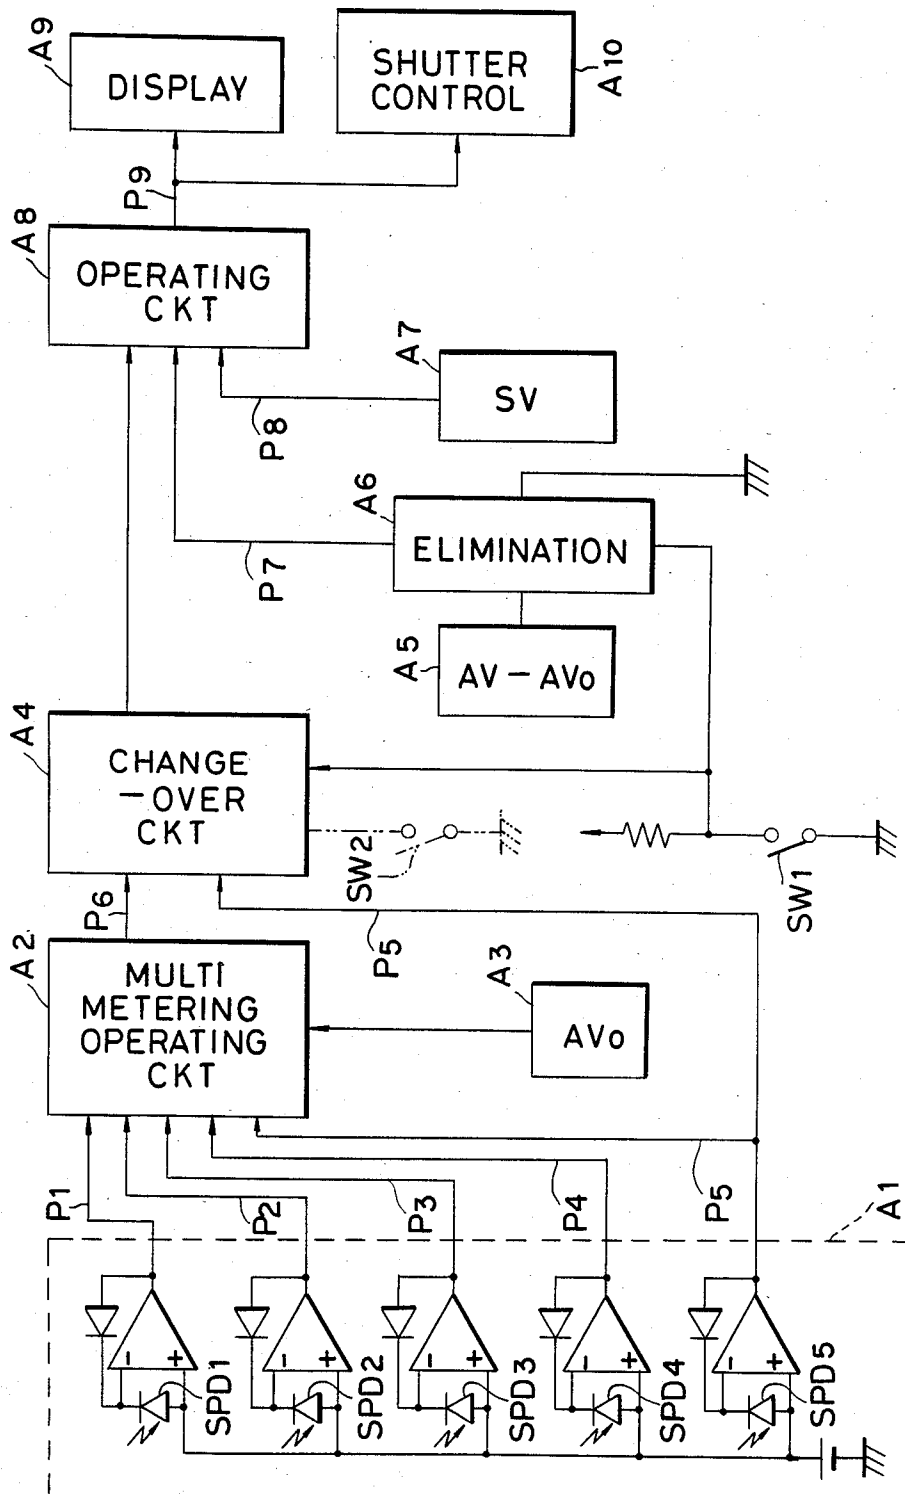 A1
SPD1
SPD2
SPD3
SPD4
SPD5
P1
P2
P3
P4
P5
A2
MULTI
METERING
OPERATING
CKT
A3
AVo
P6
P5
A4
CHANGE
–OVER
CKT
SW2
SW1
A5
AV – AVo
A6
ELIMINATION
P7
A7
SV
P8
A8
OPERATING
CKT
P9
A9
DISPLAY
A10
SHUTTER
CONTROL